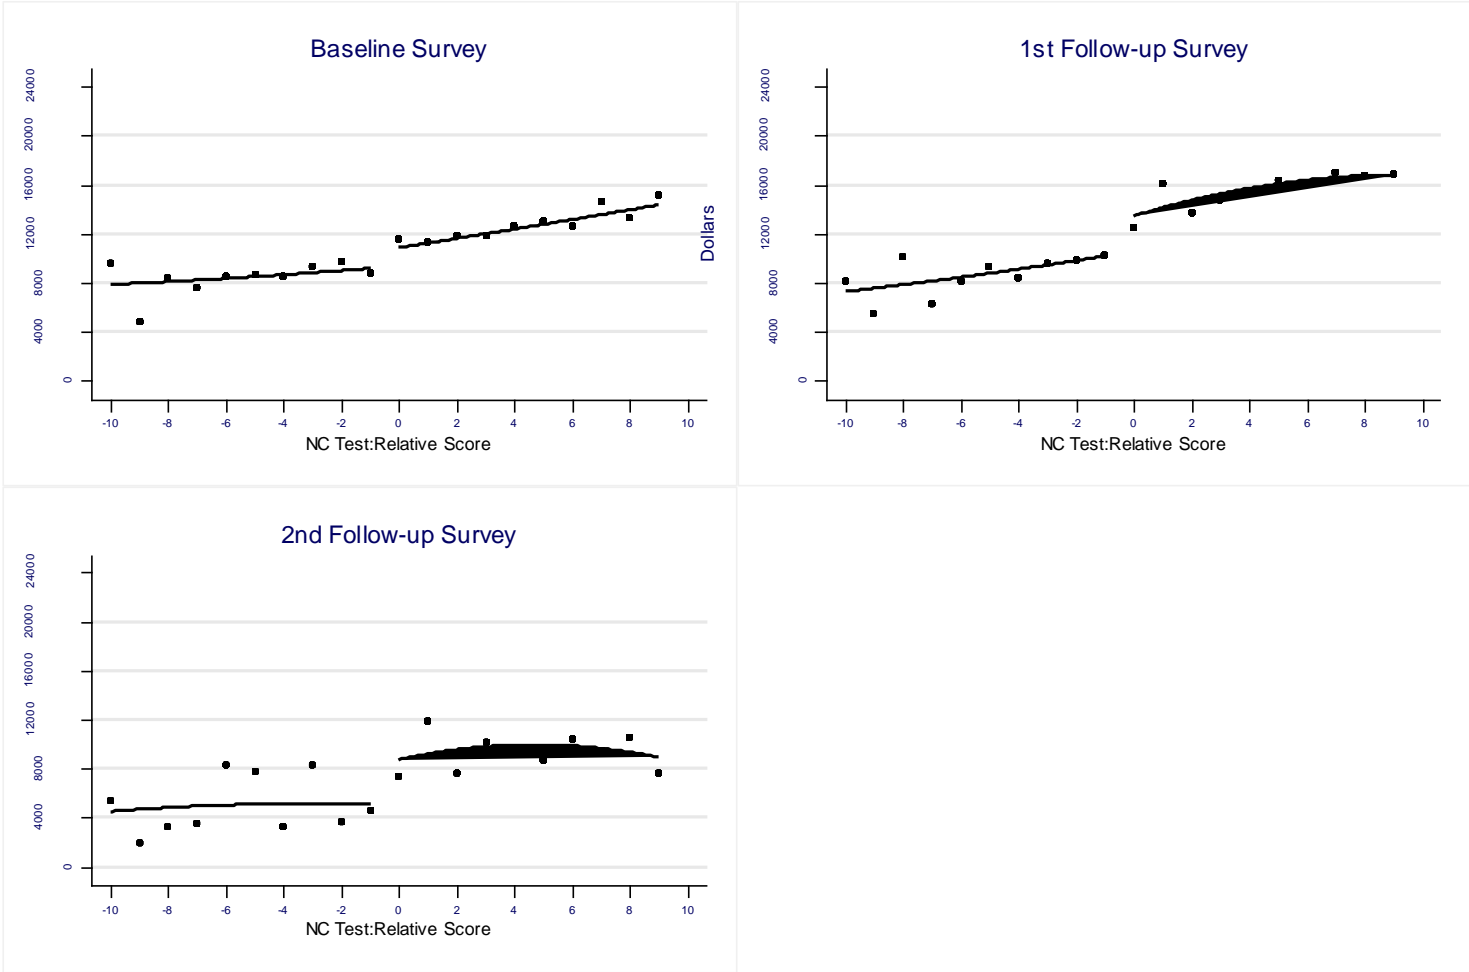 Baseline Survey
24000
20000
16000
12000
8000
4000
0
-10 -8 -6 -4 -2 0 2 4 6 8 10
NC Test:Relative Score
1st Follow-up Survey
Dollars
24000
20000
16000
12000
8000
4000
0
-10 -8 -6 -4 -2 0 2 4 6 8 10
NC Test:Relative Score
2nd Follow-up Survey
24000
20000
16000
12000
8000
4000
0
-10 -8 -6 -4 -2 0 2 4 6 8 10
NC Test:Relative Score